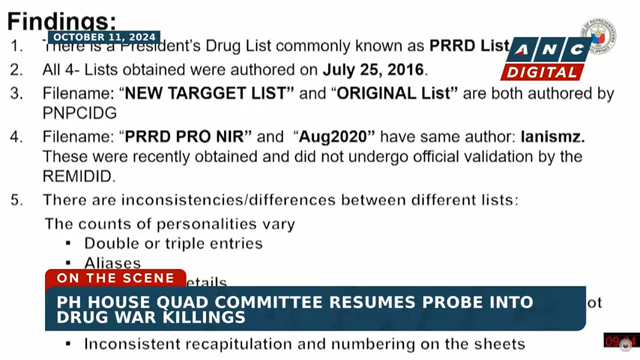 Findings:
OCTOBER 11, 2024
1. There is a President's Drug List commonly known as PRRD List
ANC
DIGITAL
2. All 4- Lists obtained were authored on July 25, 2016.
3. Filename: “NEW TARGGET LIST” and “ORIGINAL List” are both authored by
PNPCIDG
4. Filename: “PRRD PRO NIR” and “Aug2020” have same author: lanismz.
These were recently obtained and did not undergo official validation by the
REMIDID.
5. There are inconsistencies/differences between different lists:
The counts of personalities vary
▪ Double or triple entries
▪ Aliases
etails
ON THE SCENE
PH HOUSE QUAD COMMITTEE RESUMES PROBE INTO
DRUG WAR KILLINGS
ot
▪ Inconsistent recapitulation and numbering on the sheets